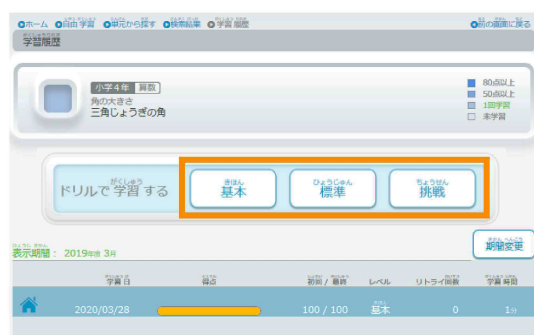 ホーム 自由学習 単元から探す 検索結果 学習履歴 前の画面に戻る
学習履歴
小学4年 算数
角の大きさ
三角じょうぎの角
80点以上
50点以上
1回学習
未学習
ドリルで学習する
基本 標準 挑戦
表示期間: 2019年度 3月
期間変更
学習日 得点 初回 / 最終 レベル リトライ回数 学習時間
2020/03/28 100 / 100 基本 0 1分